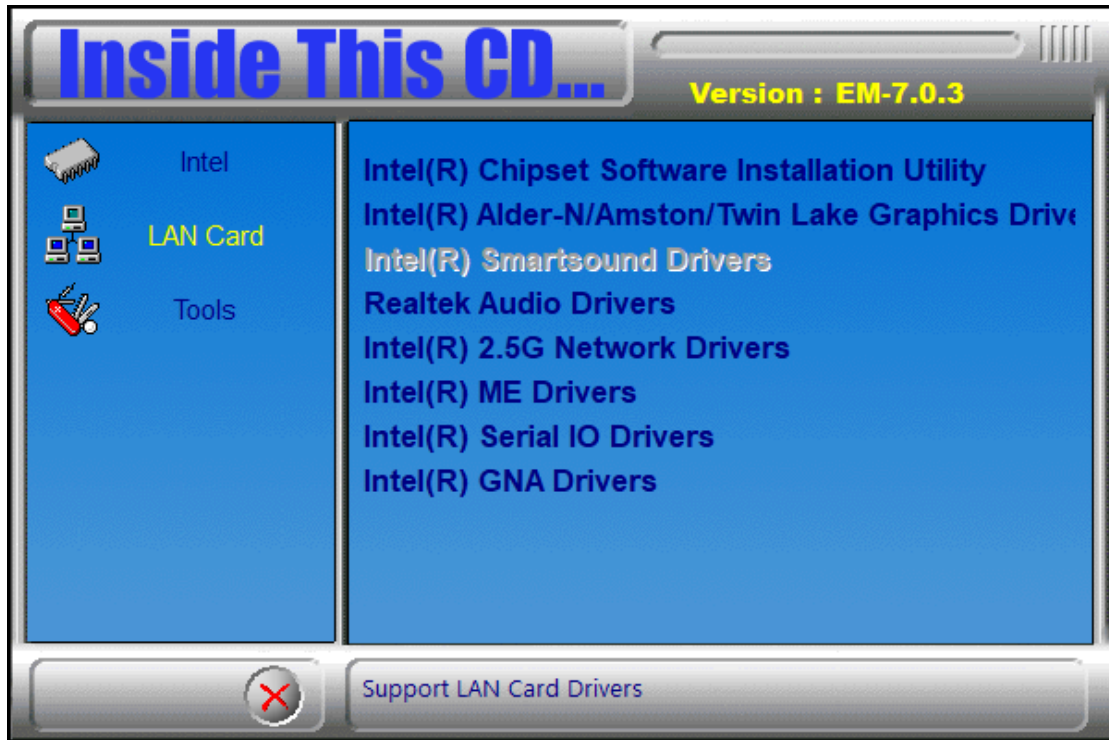 Inside This CD...
Version : EM-7.0.3
Intel
LAN Card
Tools
Intel(R) Chipset Software Installation Utility
Intel(R) Alder-N/Amston/Twin Lake Graphics Drive
Intel(R) Smartsound Drivers
Realtek Audio Drivers
Intel(R) 2.5G Network Drivers
Intel(R) ME Drivers
Intel(R) Serial IO Drivers
Intel(R) GNA Drivers
Support LAN Card Drivers